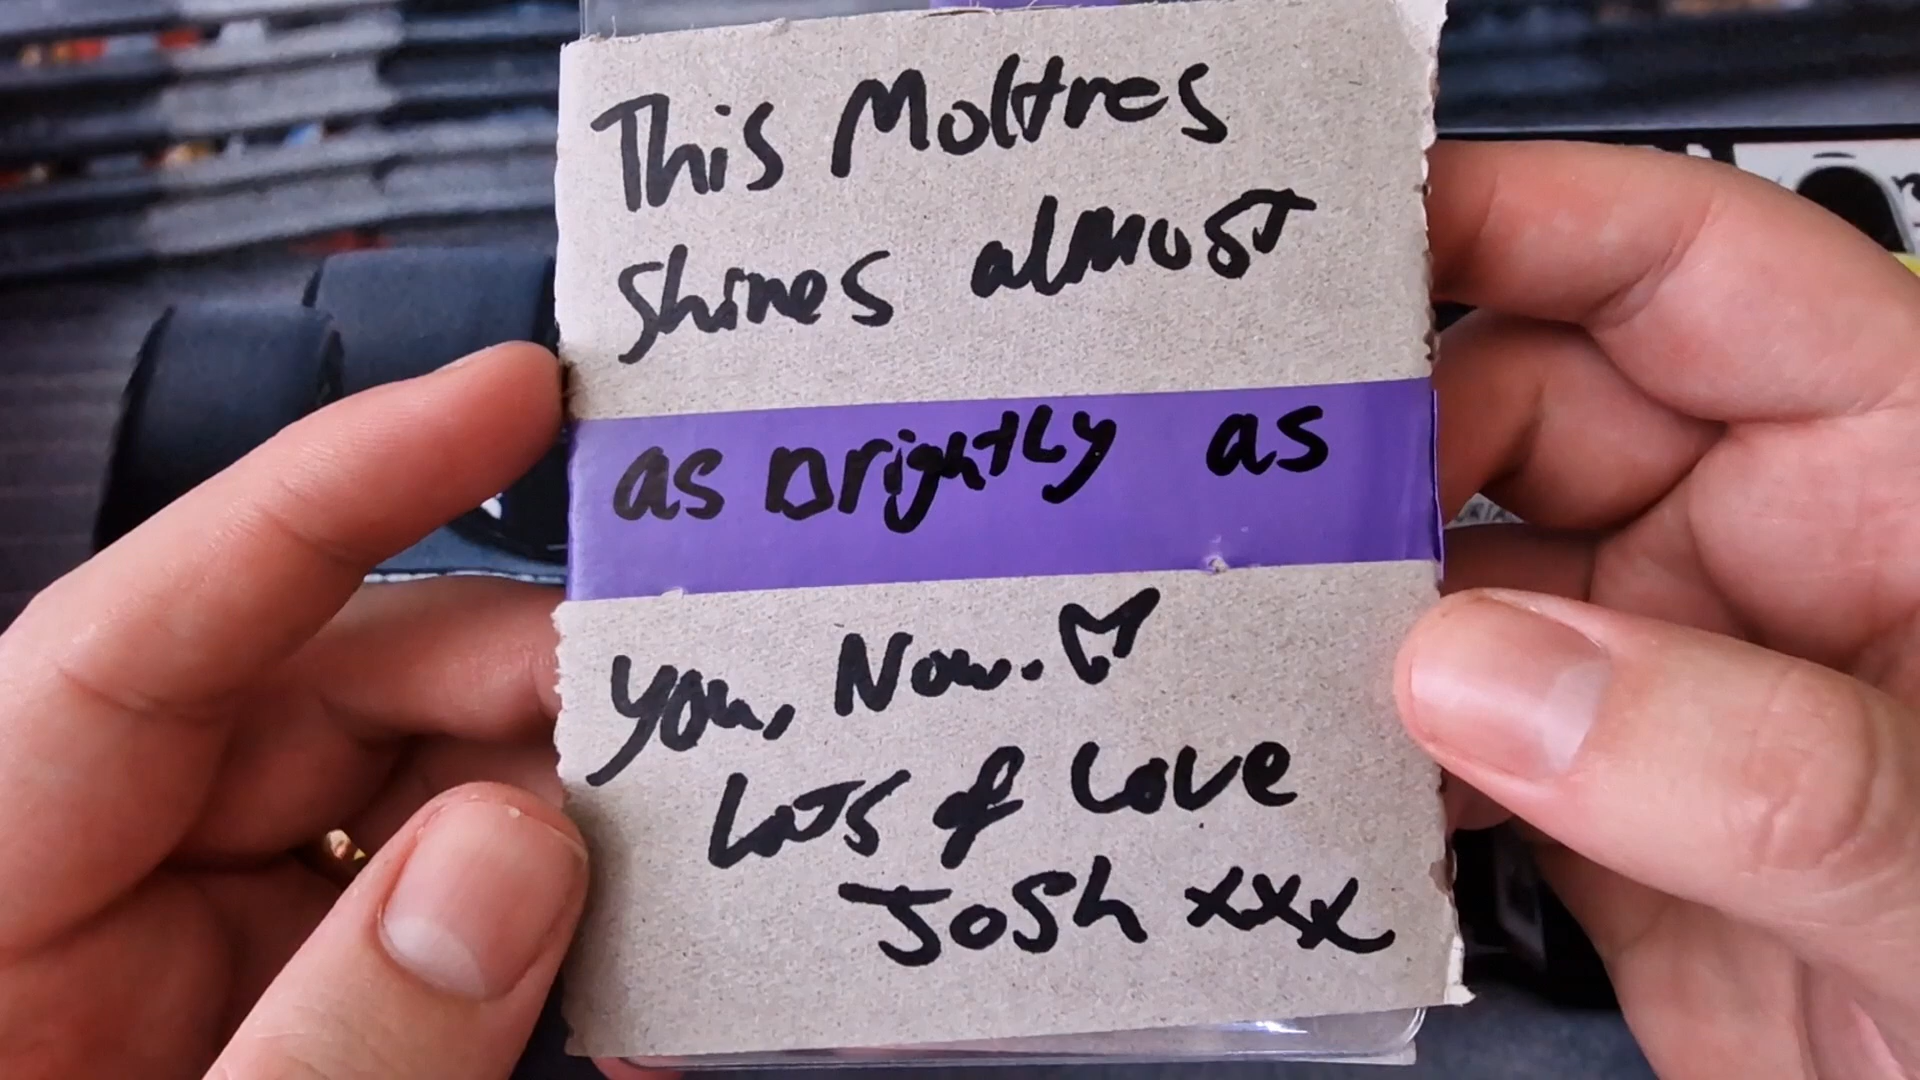 This Moltres
Shines almost
as Brightly as
you, Now. ♡
Lots of Love
Josh xxx